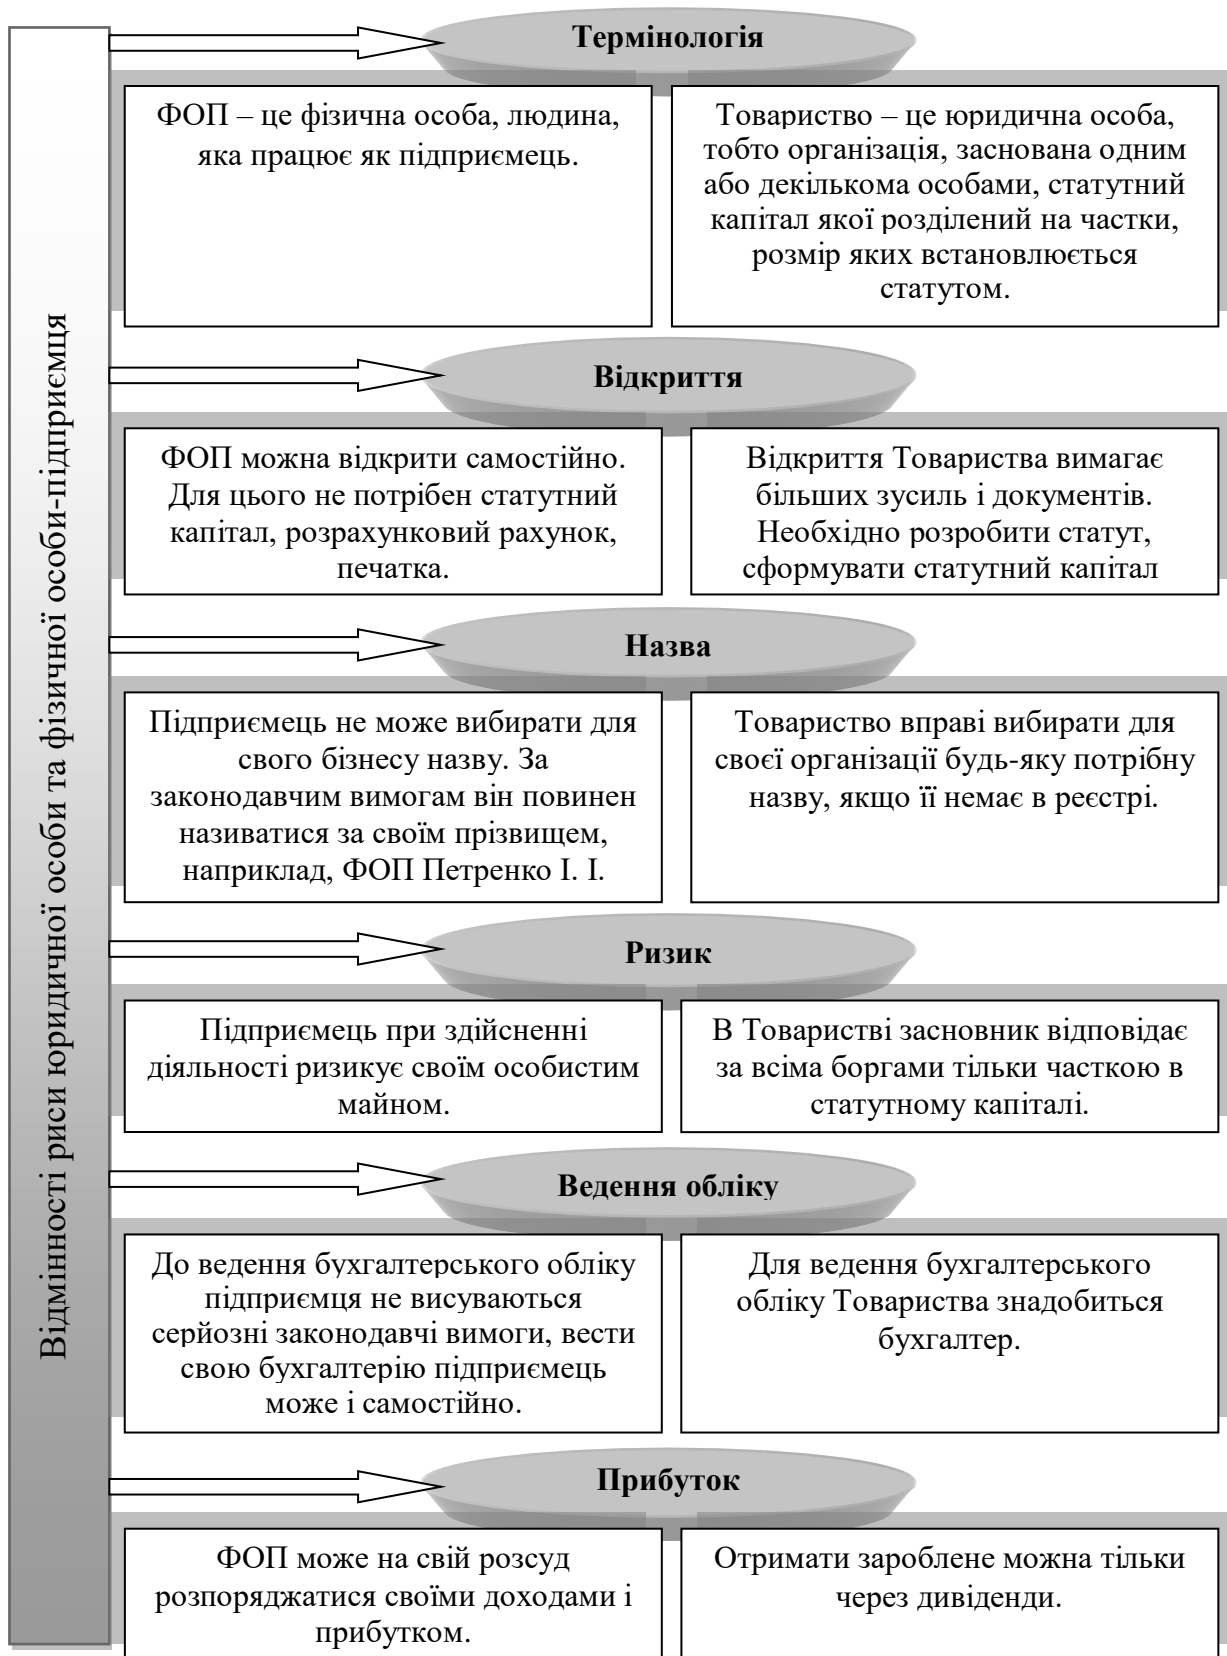 Відмінності риси юридичної особи та фізичної особи-підприємця
Термінологія
ФОП – це фізична особа, людина,
яка працює як підприємець.
Товариство – це юридична особа,
тобто організація, заснована одним
або декількома особами, статутний
капітал якої розділений на частки,
розмір яких встановлюється
статутом.
Відкриття
ФОП можна відкрити самостійно.
Для цього не потрібен статутний
капітал, розрахунковий рахунок,
печатка.
Відкриття Товариства вимагає
більших зусиль і документів.
Необхідно розробити статут,
сформувати статутний капітал
Назва
Підприємець не може вибирати для
свого бізнесу назву. За
законодавчим вимогам він повинен
називатися за своїм прізвищем,
наприклад, ФОП Петренко І. І.
Товариство вправі вибирати для
своєї організації будь-яку потрібну
назву, якщо її немає в реєстрі.
Ризик
Підприємець при здійсненні
діяльності ризикує своїм особистим
майном.
В Товаристві засновник відповідає
за всіма боргами тільки часткою в
статутному капіталі.
Ведення обліку
До ведення бухгалтерського обліку
підприємця не висуваються
серйозні законодавчі вимоги, вести
свою бухгалтерію підприємець
може і самостійно.
Для ведення бухгалтерського
обліку Товариства знадобиться
бухгалтер.
Прибуток
ФОП може на свій розсуд
розпоряджатися своїми доходами і
прибутком.
Отримати зароблене можна тільки
через дивіденди.